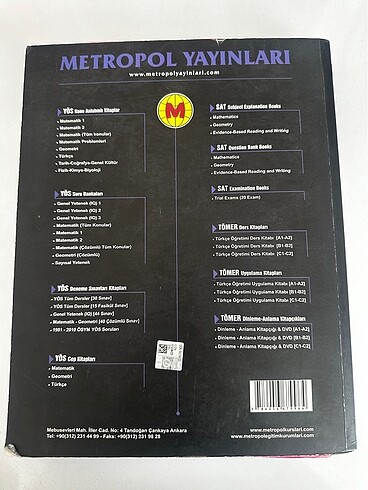 METROPOL YAYINLARI
www.metropolyayinlari.com
YÖS Konu Anlatımlı Kitaplar
Matematik 1
Matematik 2
Matematik (Tüm konular)
Matematik Problemleri
Geometri
Türkçe
Tarih-Coğrafya-Genel Kültür
Fizik-Kimya-Biyoloji
YÖS Soru Bankaları
Genel Yetenek (IQ) 1
Genel Yetenek (IQ) 2
Genel Yetenek (IQ) 3
Matematik (Tüm Konular)
Matematik 1
Matematik 2
Matematik (Çözümlü Tüm Konular)
Geometri (Çözümlü)
Sayısal Yetenek
YÖS Deneme Sınavları Kitapları
YÖS Tüm Dersler [30 Sınav]
YÖS Tüm Dersler [15 Fasikül Sınav]
Genel Yetenek (IQ) [44 Sınav]
Matematik - Geometri [40 Çözümlü Sınav]
1981 - 2010 ÖSYM YÖS Soruları
YÖS Cep Kitapları
Matematik
Geometri
Türkçe
M
SAT Subject Explanation Books
Mathematics
Geometry
Evidence-Based Reading and Writing
SAT Question Bank Books
Mathematics
Geometry
Evidence-Based Reading and Writing
SAT Examination Books
Trial Exams (20 Exam)
TÖMER Ders Kitapları
Türkçe Öğretimi Ders Kitabı [A1-A2]
Türkçe Öğretimi Ders Kitabı [B1-B2]
Türkçe Öğretimi Ders Kitabı [C1-C2]
TÖMER Uygulama Kitapları
Türkçe Öğretimi Uygulama Kitabı [A1-A2]
Türkçe Öğretimi Uygulama Kitabı [B1-B2]
Türkçe Öğretimi Uygulama Kitabı [C1-C2]
TÖMER Dinleme-Anlama Kitapçıkları
Dinleme - Anlama Kitapçığı & DVD [A1-A2]
Dinleme - Anlama Kitapçığı & DVD [B1-B2]
Dinleme - Anlama Kitapçığı & DVD [C1-C2]
Mebusevleri Mah. İller Cad. No: 4 Tandoğan Çankaya Ankara
Tel: +90(312) 231 44 99 - Faks: +90(312) 231 98 28
www.metropolkurslari.com
www.metropolegitimkurumlari.com